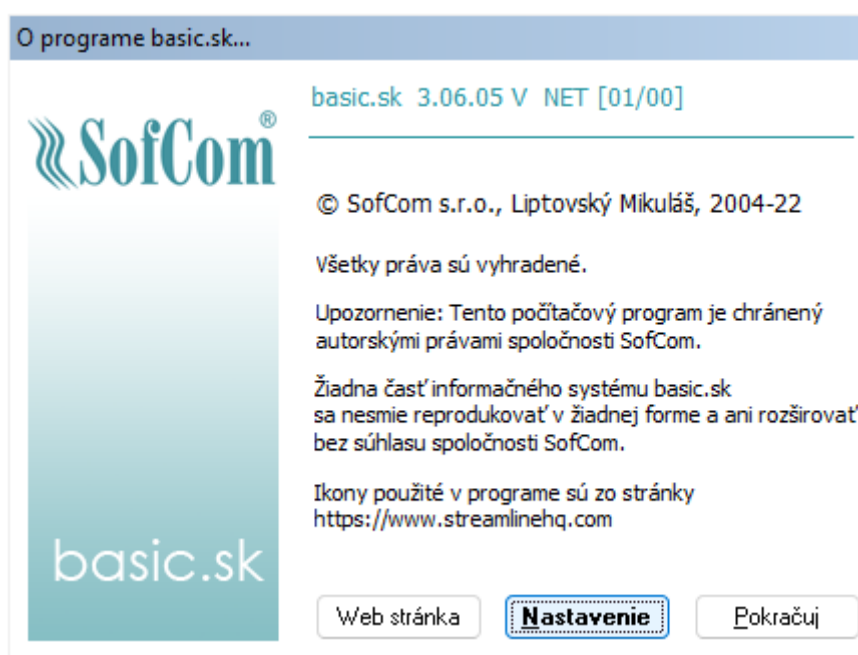 O programe basic.sk...
SofCom®
basic.sk 3.06.05 V NET [01/00]
© SofCom s.r.o., Liptovský Mikuláš, 2004-22
Všetky práva sú vyhradené.
Upozornenie: Tento počítačový program je chránený
autorskými právami spoločnosti SofCom.
Žiadna časť informačného systému basic.sk
sa nesmie reprodukovať v žiadnej forme a ani rozširovať
bez súhlasu spoločnosti SofCom.
Ikony použité v programe sú zo stránky
https://www.streamlinehq.com
basic.sk
Web stránka Nastavenie Pokračuj